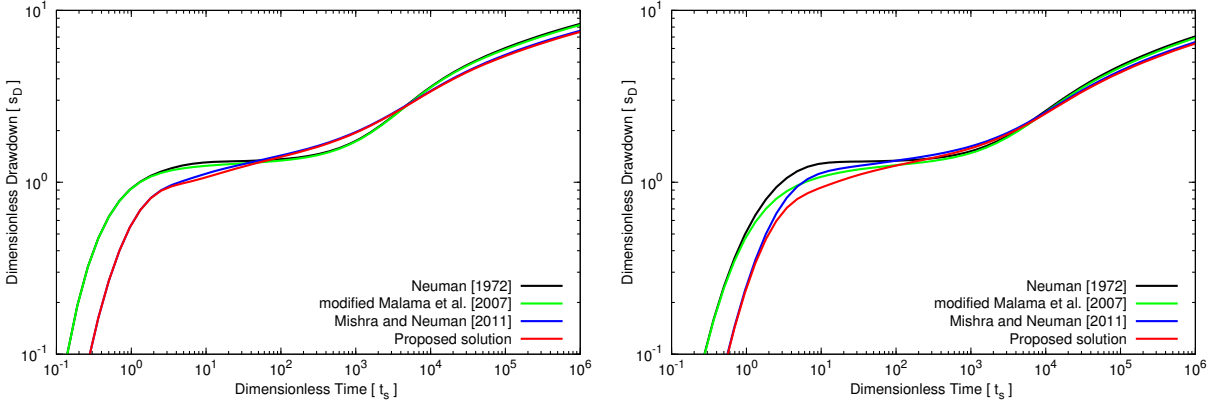 10^1
10^0
10^-1
Dimensionless Drawdown [ s_D ]
Neuman [1972]
modified Malama et al. [2007]
Mishra and Neuman [2011]
Proposed solution
10^-1 10^0 10^1 10^2 10^3 10^4 10^5 10^6
Dimensionless Time [ t_s ]
10^1
10^0
10^-1
Dimensionless Drawdown [ s_D ]
Neuman [1972]
modified Malama et al. [2007]
Mishra and Neuman [2011]
Proposed solution
10^-1 10^0 10^1 10^2 10^3 10^4 10^5 10^6
Dimensionless Time [ t_s ]